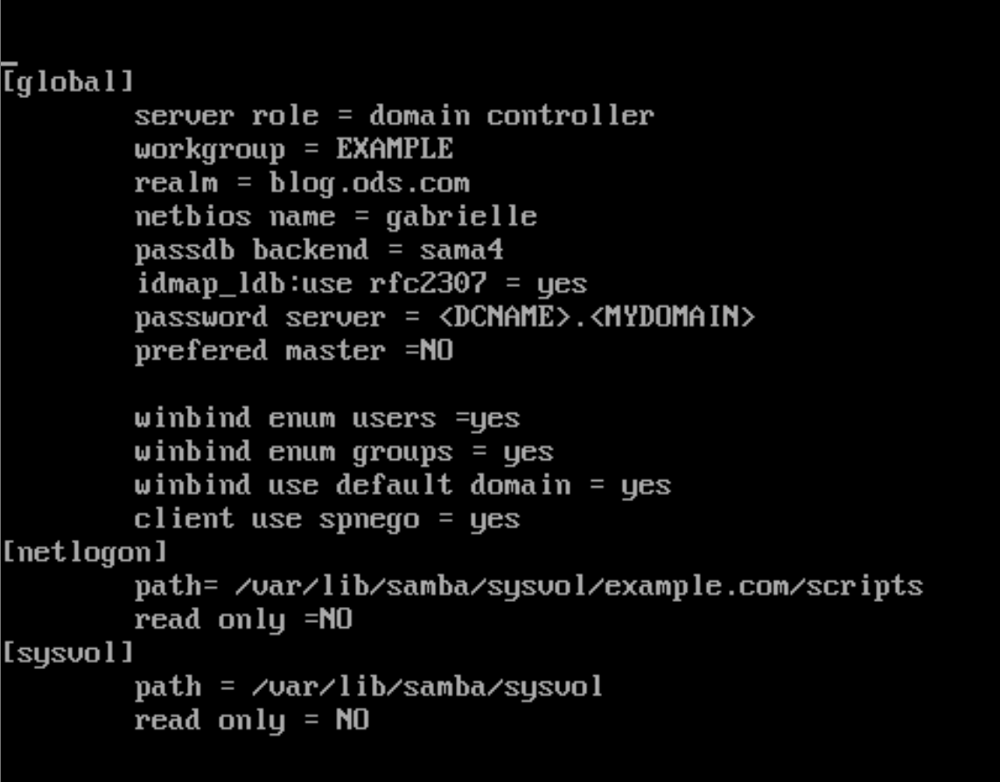 [global]
server role = domain controller
workgroup = EXAMPLE
realm = blog.ods.com
netbios name = gabrielle
passdb backend = sama4
idmap_ldb:use rfc2307 = yes
password server = <DCNAME>.<MYDOMAIN>
prefered master =NO
winbind enum users =yes
winbind enum groups = yes
winbind use default domain = yes
client use spnego = yes
[netlogon]
path= /var/lib/samba/sysvol/example.com/scripts
read only =NO
[sysvol]
path = /var/lib/samba/sysvol
read only = NO